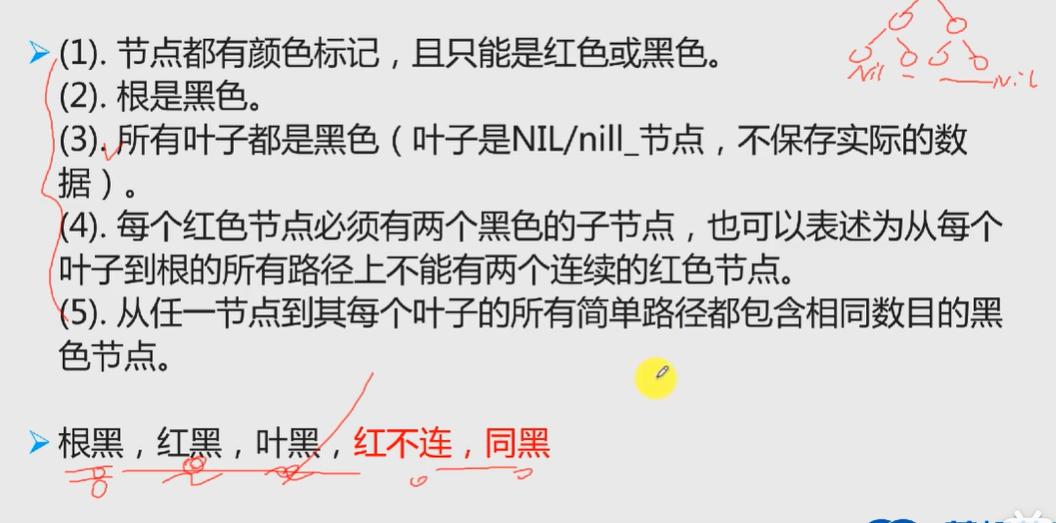 (1). 节点都有颜色标记，且只能是红色或黑色。
Nil
Nil
(2). 根是黑色。
(3). 所有叶子都是黑色（叶子是NIL/nill_节点，不保存实际的数
据）。
(4). 每个红色节点必须有两个黑色的子节点，也可以表述为从每个
叶子到根的所有路径上不能有两个连续的红色节点。
(5). 从任一节点到其每个叶子的所有简单路径都包含相同数目的黑
色节点。
根黑，红黑，叶黑，红不连，同黑